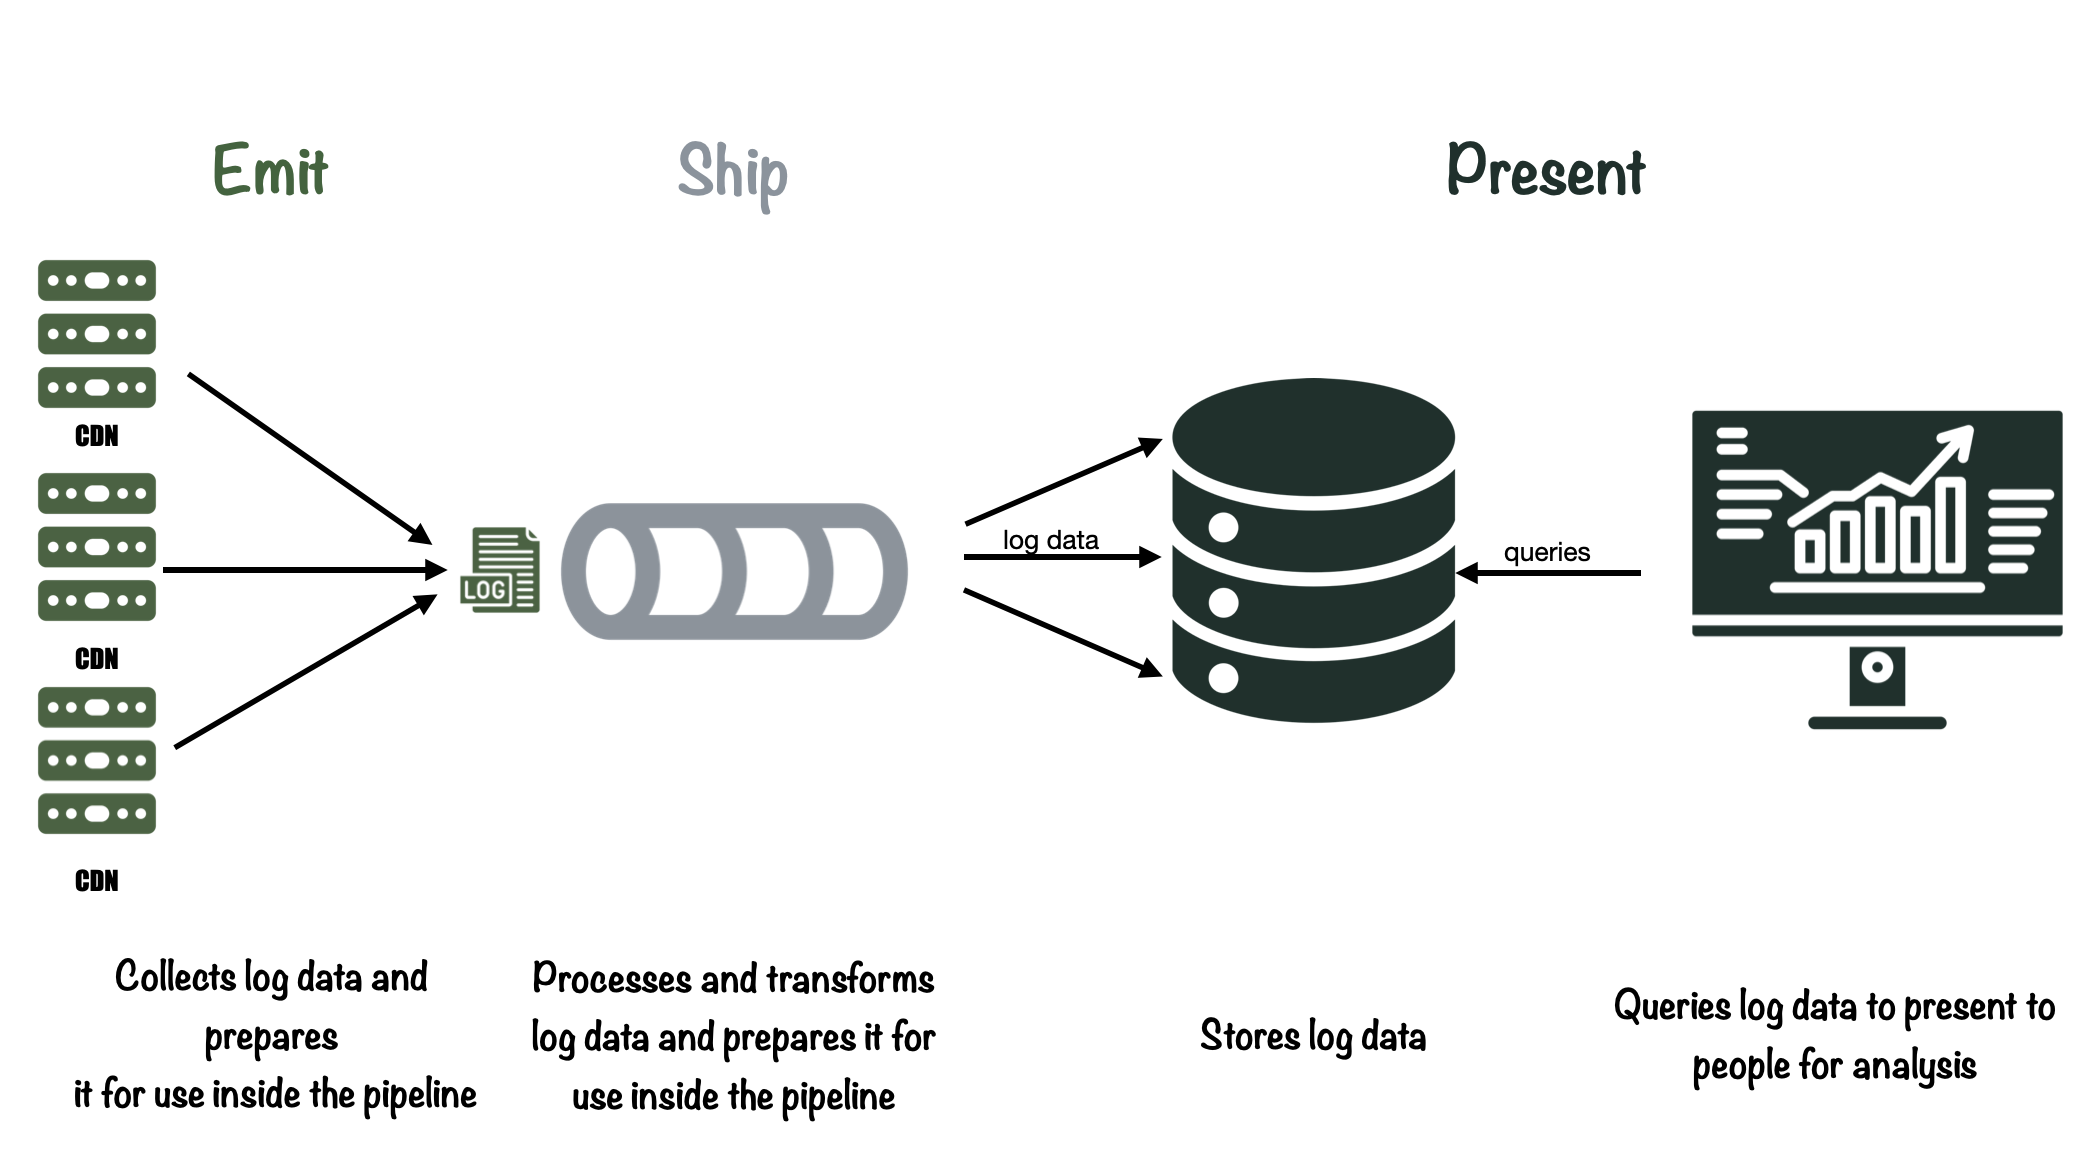 Emit
Ship
Present
CDN
CDN
CDN
LOG
log data
queries
Collects log data and
prepares
it for use inside the pipeline
Processes and transforms
log data and prepares it for
use inside the pipeline
Stores log data
Queries log data to present to
people for analysis